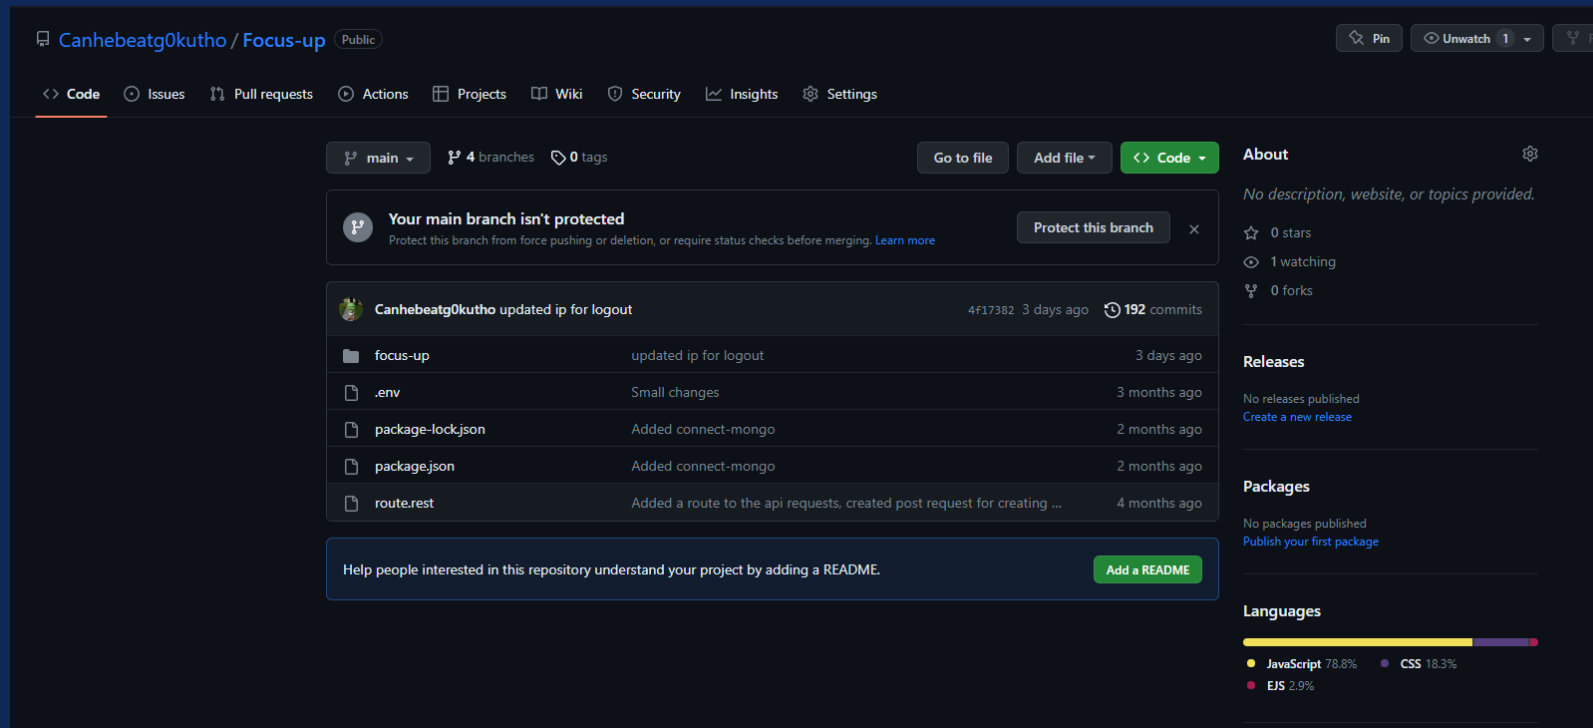 Canhebeatg0kutho / Focus-up Public
Pin Unwatch 1
Code Issues Pull requests Actions Projects Wiki Security Insights Settings
main 4 branches 0 tags Go to file Add file Code
Your main branch isn't protected
Protect this branch from force pushing or deletion, or require status checks before merging. Learn more
Protect this branch
Canhebeatg0kutho updated ip for logout 4f17382 3 days ago 192 commits
focus-up updated ip for logout 3 days ago
.env Small changes 3 months ago
package-lock.json Added connect-mongo 2 months ago
package.json Added connect-mongo 2 months ago
route.rest Added a route to the api requests, created post request for creating ... 4 months ago
Help people interested in this repository understand your project by adding a README. Add a README
About
No description, website, or topics provided.
0 stars
1 watching
0 forks
Releases
No releases published
Create a new release
Packages
No packages published
Publish your first package
Languages
JavaScript 78.8% CSS 18.3%
EJS 2.9%